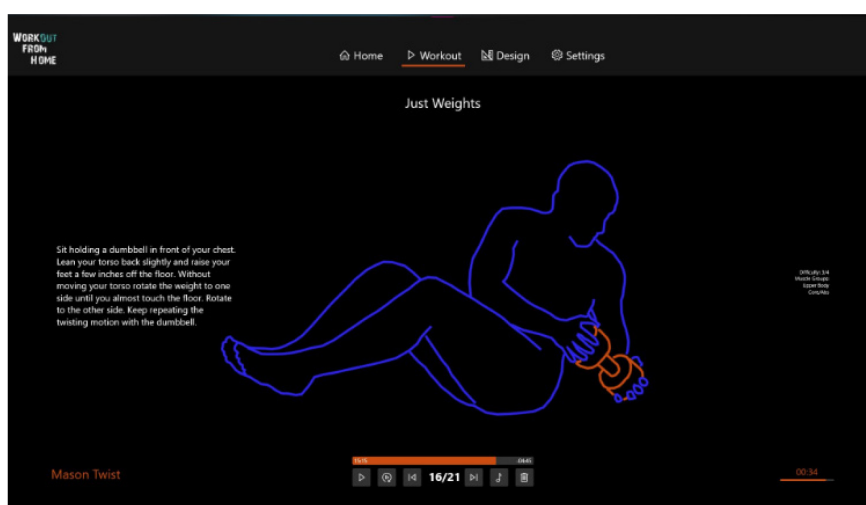 WORKOUT
FROM
HOME
Home
Workout
Design
Settings
Just Weights
Sit holding a dumbbell in front of your chest.
Lean your torso back slightly and raise your
feet a few inches off the floor. Without
moving your torso rotate the weight to one
side until you almost touch the floor. Rotate
to the other side. Keep repeating the
twisting motion with the dumbbell.
Difficulty: 3/4
Muscle Groups:
Upper Body
Core/Abs
Mason Twist
15:15
04:45
16/21
00:34